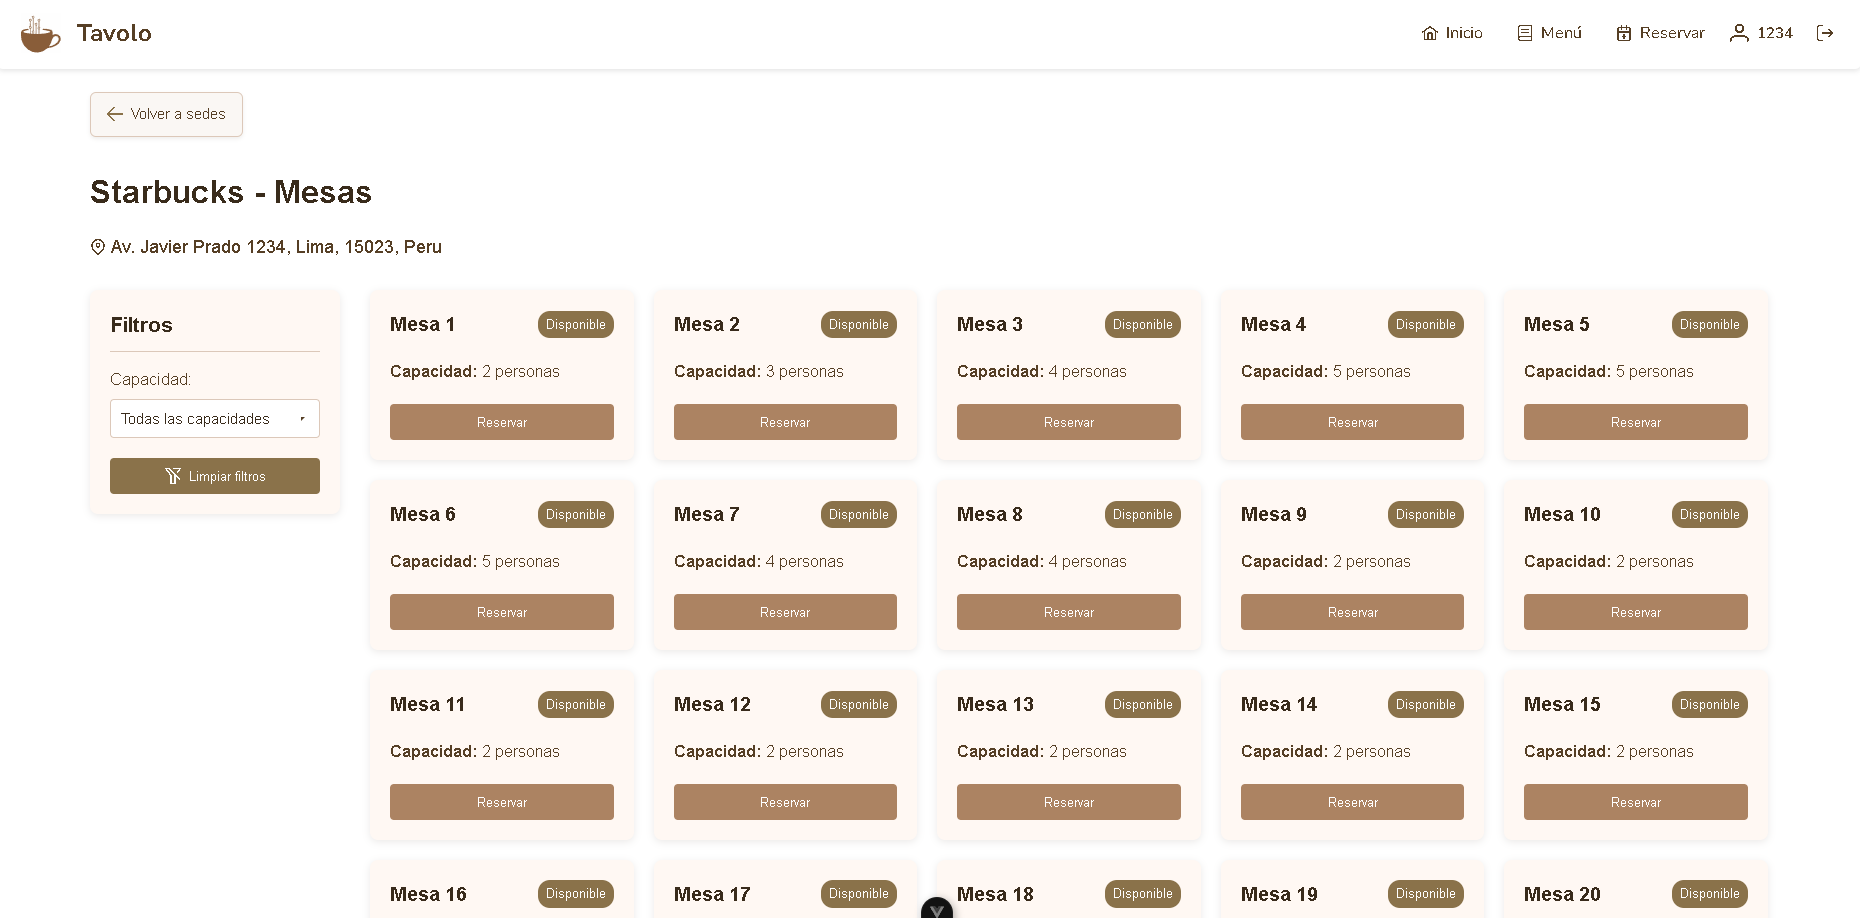 Tavolo
Inicio Menú Reservar 1234
Volver a sedes
Starbucks - Mesas
Av. Javier Prado 1234, Lima, 15023, Peru
Filtros
Capacidad:
Todas las capacidades
Limpiar filtros
Mesa 1 Disponible Mesa 2 Disponible Mesa 3 Disponible Mesa 4 Disponible Mesa 5 Disponible
Capacidad: 2 personas Capacidad: 3 personas Capacidad: 4 personas Capacidad: 5 personas Capacidad: 5 personas
Reservar Reservar Reservar Reservar Reservar
Mesa 6 Disponible Mesa 7 Disponible Mesa 8 Disponible Mesa 9 Disponible Mesa 10 Disponible
Capacidad: 5 personas Capacidad: 4 personas Capacidad: 4 personas Capacidad: 2 personas Capacidad: 2 personas
Reservar Reservar Reservar Reservar Reservar
Mesa 11 Disponible Mesa 12 Disponible Mesa 13 Disponible Mesa 14 Disponible Mesa 15 Disponible
Capacidad: 2 personas Capacidad: 2 personas Capacidad: 2 personas Capacidad: 2 personas Capacidad: 2 personas
Reservar Reservar Reservar Reservar Reservar
Mesa 16 Disponible Mesa 17 Disponible Mesa 18 Disponible Mesa 19 Disponible Mesa 20 Disponible